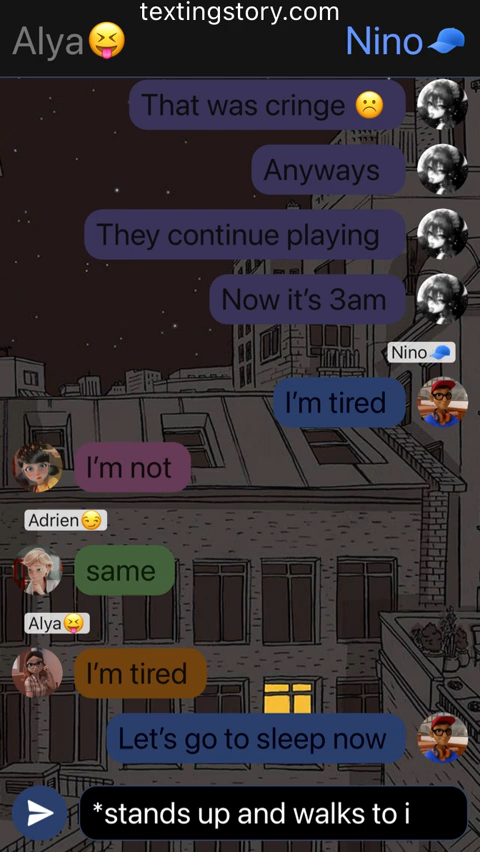 textingstory.com
Alya😝 Nino🧢
That was cringe ☹️
Anyways
They continue playing
Now it’s 3am
Nino🧢
I’m tired
I’m not
Adrien😏
same
Alya😝
I’m tired
Let’s go to sleep now
*stands up and walks to i